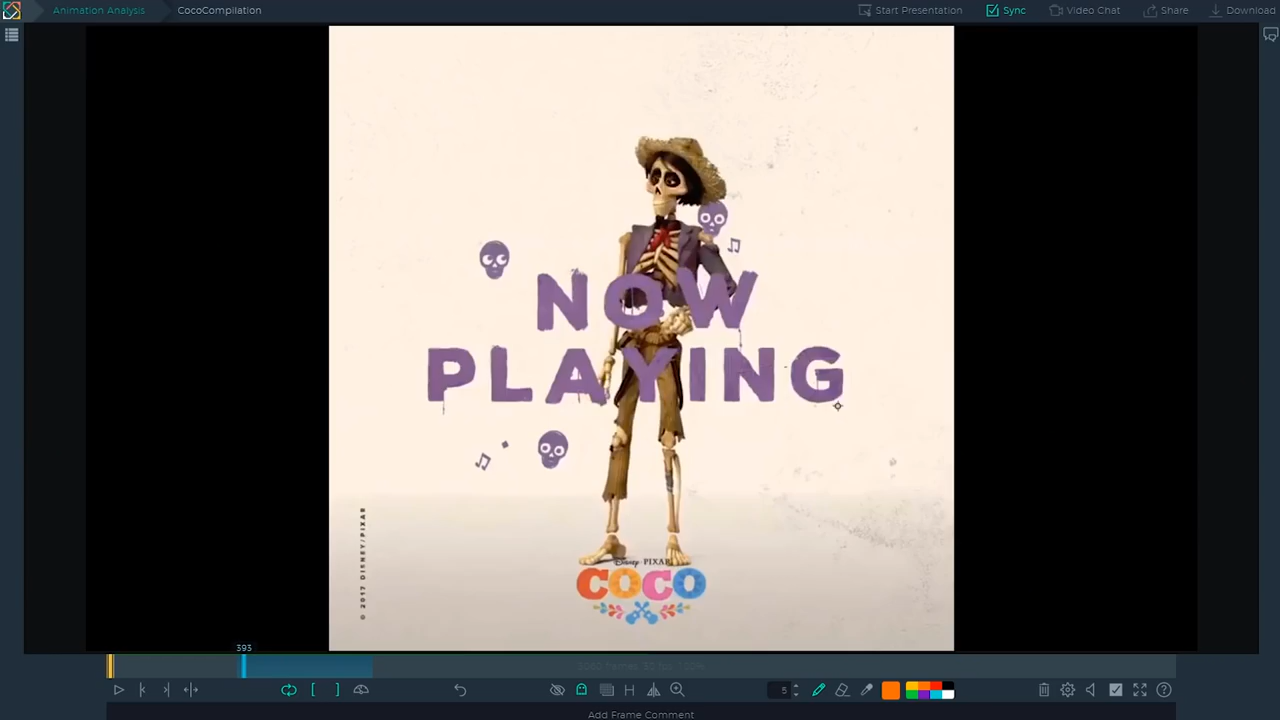 Animation Analysis
CocoCompilation
Start Presentation
Sync
Video Chat
Share
Download
NOW
PLAYING
© 2017 DISNEY/PIXAR
Disney PIXAR
COCO
393
5
Add Frame Comment